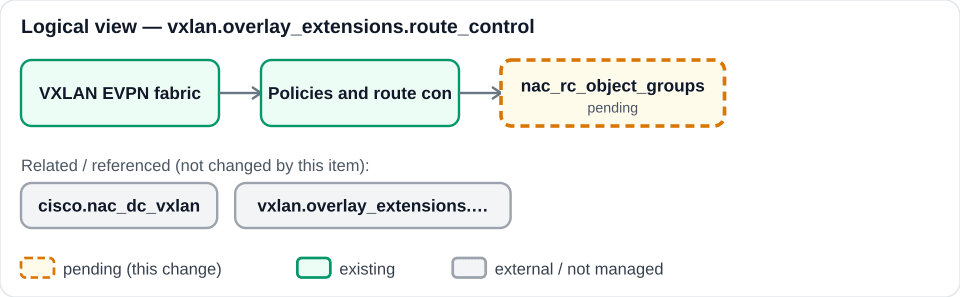 Logical view — vxlan.overlay_extensions.route_control
VXLAN EVPN fabric
Policies and route con
nac_rc_object_groups
pending
Related / referenced (not changed by this item):
cisco.nac_dc_vxlan
vxlan.overlay_extensions.…
pending (this change)
existing
external / not managed